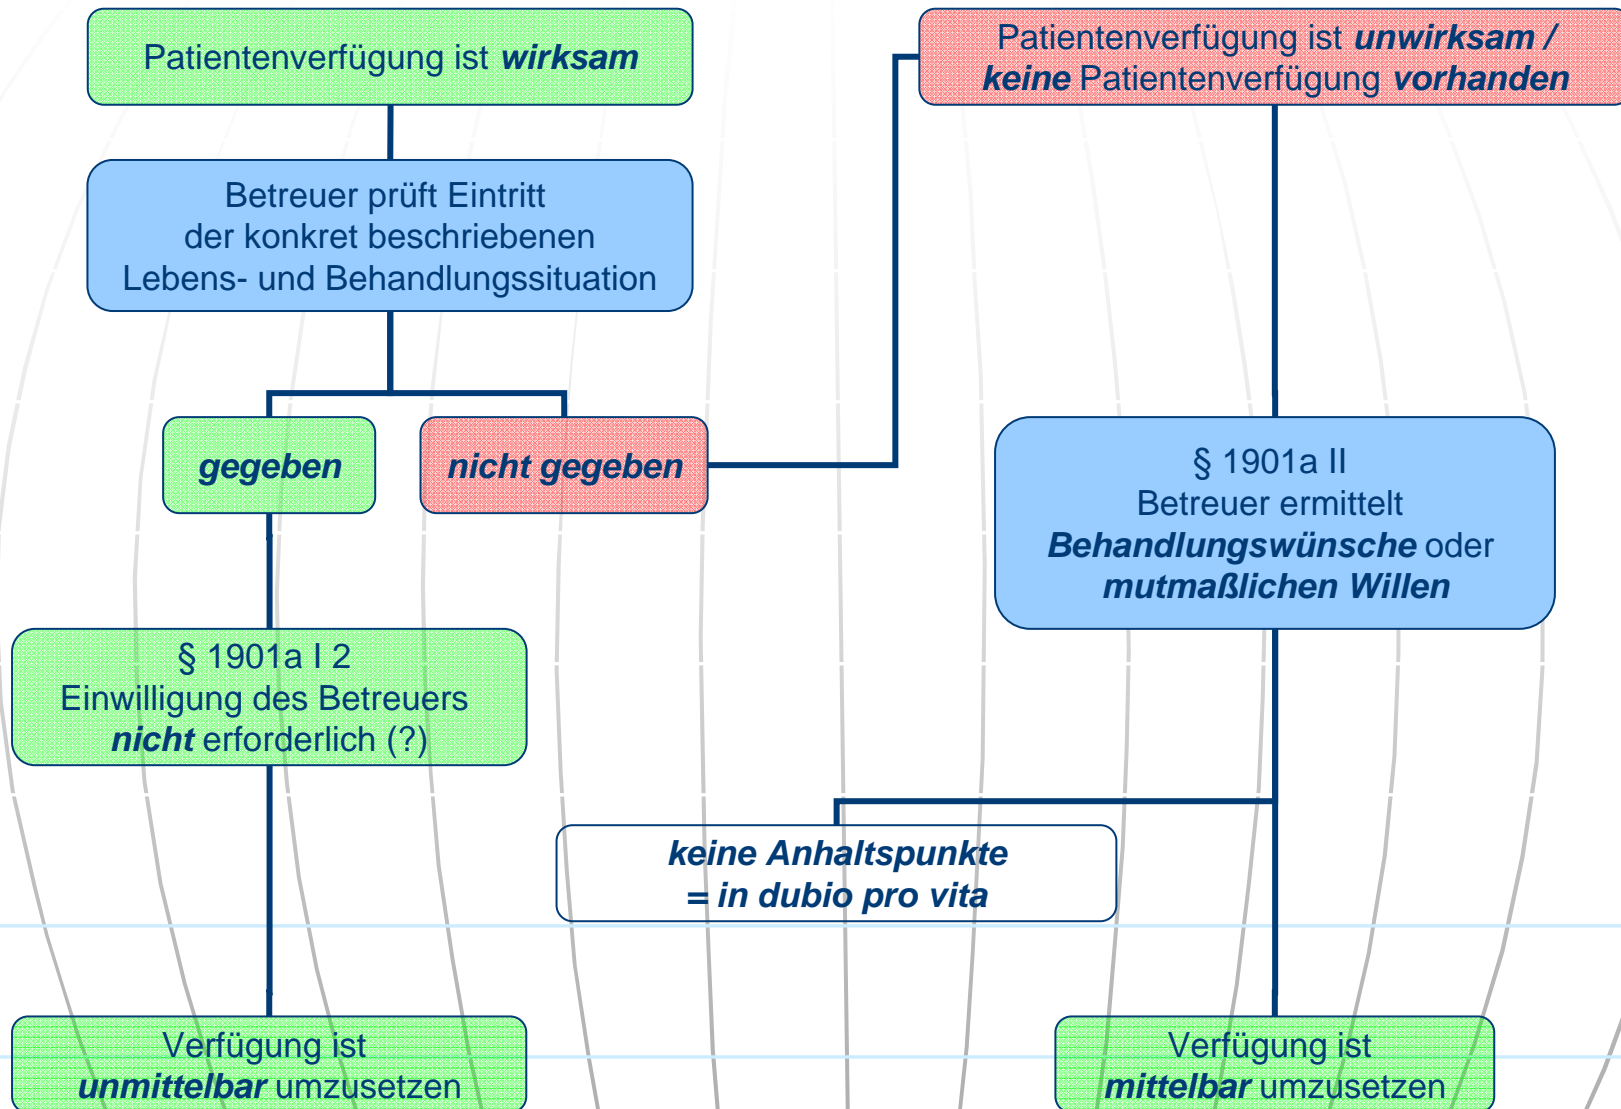 Patientenverfügung ist wirksam
Patientenverfügung ist unwirksam /
keine Patientenverfügung vorhanden
Betreuer prüft Eintritt
der konkret beschriebenen
Lebens- und Behandlungssituation
gegeben
nicht gegeben
§ 1901a II
Betreuer ermittelt
Behandlungswünsche oder
mutmaßlichen Willen
§ 1901a I 2
Einwilligung des Betreuers
nicht erforderlich (?)
keine Anhaltspunkte
= in dubio pro vita
Verfügung ist
unmittelbar umzusetzen
Verfügung ist
mittelbar umzusetzen